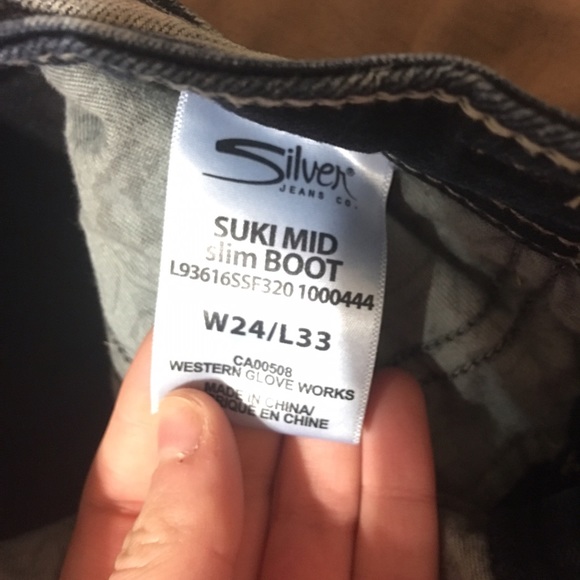 Silver®
JEANS CO.
SUKI MID
slim BOOT
L93616SSF320 1000444
W24/L33
CA00508
WESTERN GLOVE WORKS
MADE IN CHINA/
EN CHINE